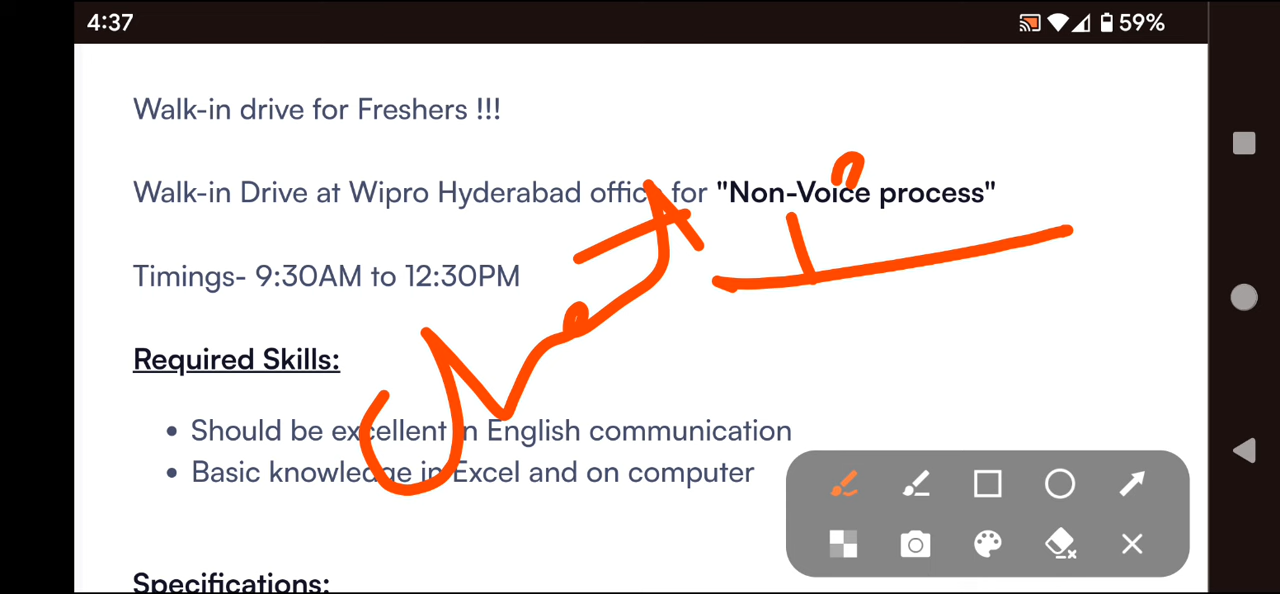 4:37
59%
Walk-in drive for Freshers !!!
Walk-in Drive at Wipro Hyderabad office for "Non-Voice process"
Timings- 9:30AM to 12:30PM
Required Skills:
• Should be excellent in English communication
• Basic knowledge in Excel and on computer
Specifications: